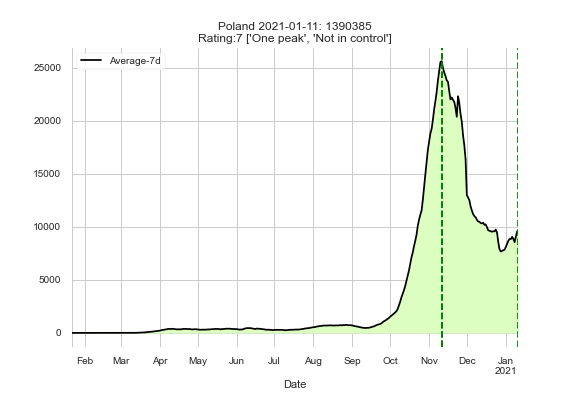 Poland 2021-01-11: 1390385
Rating:7 ['One peak', 'Not in control']
Average-7d
25000
20000
15000
10000
5000
0
Feb Mar Apr May Jun Jul Aug Sep Oct Nov Dec Jan
2021
Date